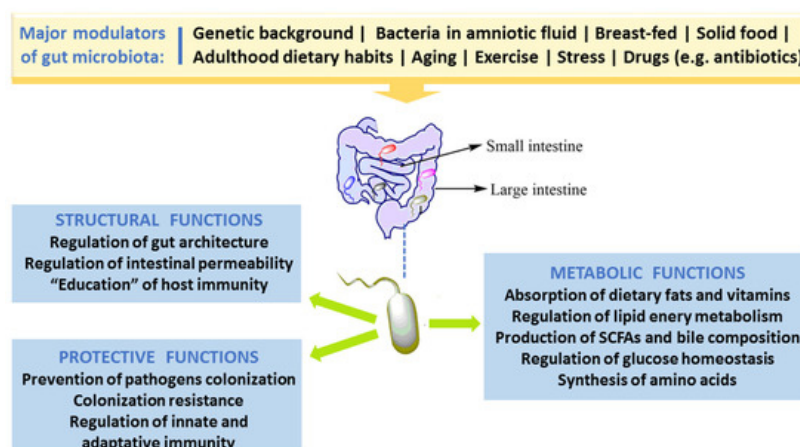 Major modulators
of gut microbiota:
Genetic background | Bacteria in amniotic fluid | Breast-fed | Solid food |
Adulthood dietary habits | Aging | Exercise | Stress | Drugs (e.g. antibiotics)
Small intestine
Large intestine
STRUCTURAL FUNCTIONS
Regulation of gut architecture
Regulation of intestinal permeability
“Education” of host immunity
METABOLIC FUNCTIONS
Absorption of dietary fats and vitamins
Regulation of lipid enery metabolism
Production of SCFAs and bile composition
Regulation of glucose homeostasis
Synthesis of amino acids
PROTECTIVE FUNCTIONS
Prevention of pathogens colonization
Colonization resistance
Regulation of innate and
adaptative immunity